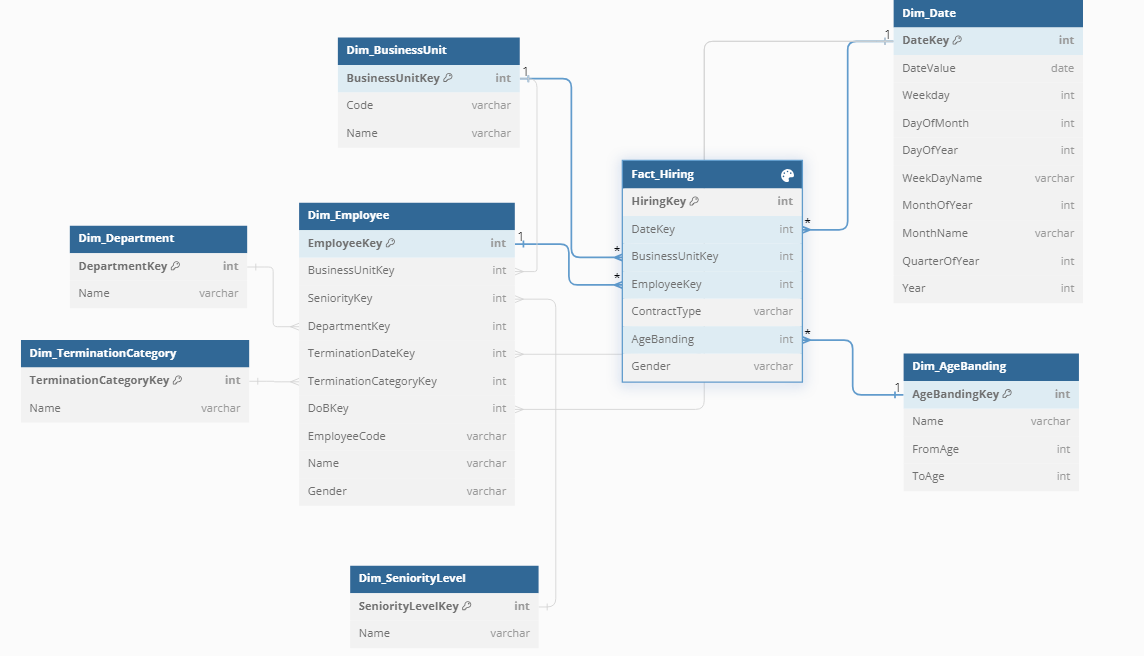 Dim_BusinessUnit
BusinessUnitKey int
Code varchar
Name varchar
1
Dim_Date
DateKey int
DateValue date
Weekday int
DayOfMonth int
DayOfYear int
WeekDayName varchar
MonthOfYear int
MonthName varchar
QuarterOfYear int
Year int
1
Fact_Hiring
HiringKey int
DateKey int *
* BusinessUnitKey int
* EmployeeKey int
ContractType varchar
AgeBanding int *
Gender varchar
Dim_Employee
EmployeeKey int 1
BusinessUnitKey int
SeniorityKey int
DepartmentKey int
TerminationDateKey int
TerminationCategoryKey int
DoBKey int
EmployeeCode varchar
Name varchar
Gender varchar
Dim_Department
DepartmentKey int
Name varchar
Dim_TerminationCategory
TerminationCategoryKey int
Name varchar
Dim_AgeBanding
1 AgeBandingKey int
Name varchar
FromAge int
ToAge int
Dim_SeniorityLevel
SeniorityLevelKey int
Name varchar